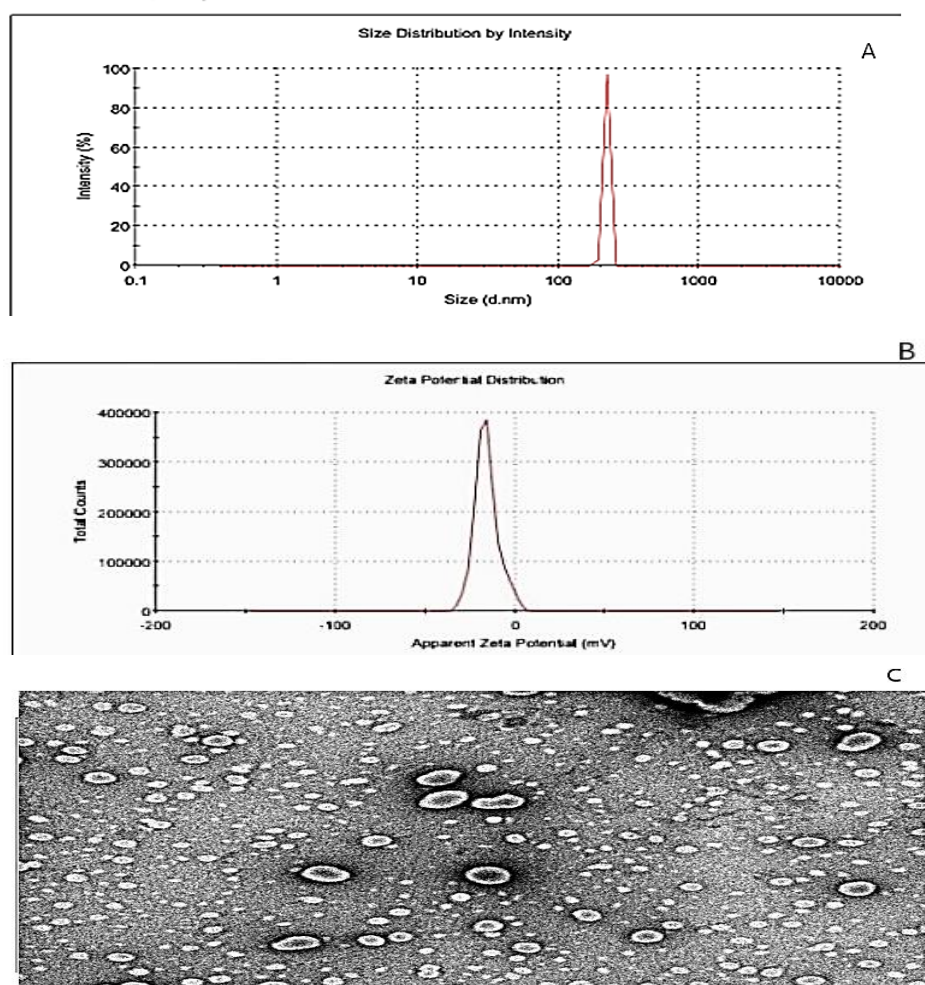 Size Distribution by Intensity
A
100
80
60
40
20
0
Intensity (%)
0.1 1 10 100 1000 10000
Size (d.nm)
B
Zeta Potential Distribution
400000
300000
200000
100000
0
Total Counts
-200 -100 0 100 200
Apparent Zeta Potential (mV)
C